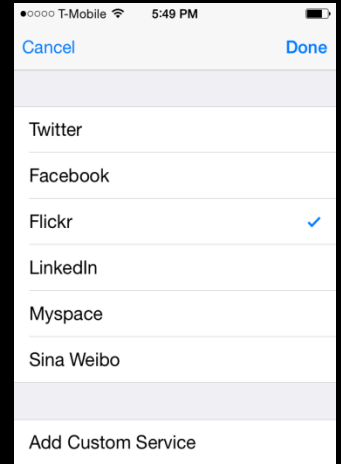 T-Mobile 5:49 PM
Cancel Done
Twitter
Facebook
Flickr
LinkedIn
Myspace
Sina Weibo
Add Custom Service